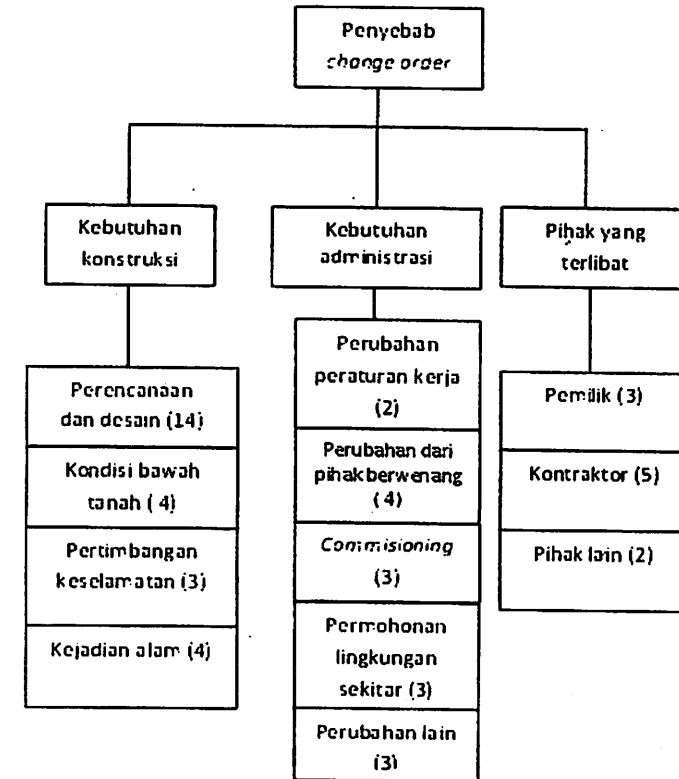 Penyebab
change order
Kebutuhan
konstruksi
Kebutuhan
administrasi
Pihak yang
terlibat
Perencanaan
dan desain (14)
Kondisi bawah
tanah ( 4)
Pertimbangan
keselamatan (3)
Kejadian alam (4)
Perubahan
peraturan kerja
(2)
Perubahan dari
pihak berwenang
(4)
Commisioning
(3)
Permohonan
lingkungan
sekitar (3)
Perubahan lain
(3)
Pemilik (3)
Kontraktor (5)
Pihak lain (2)